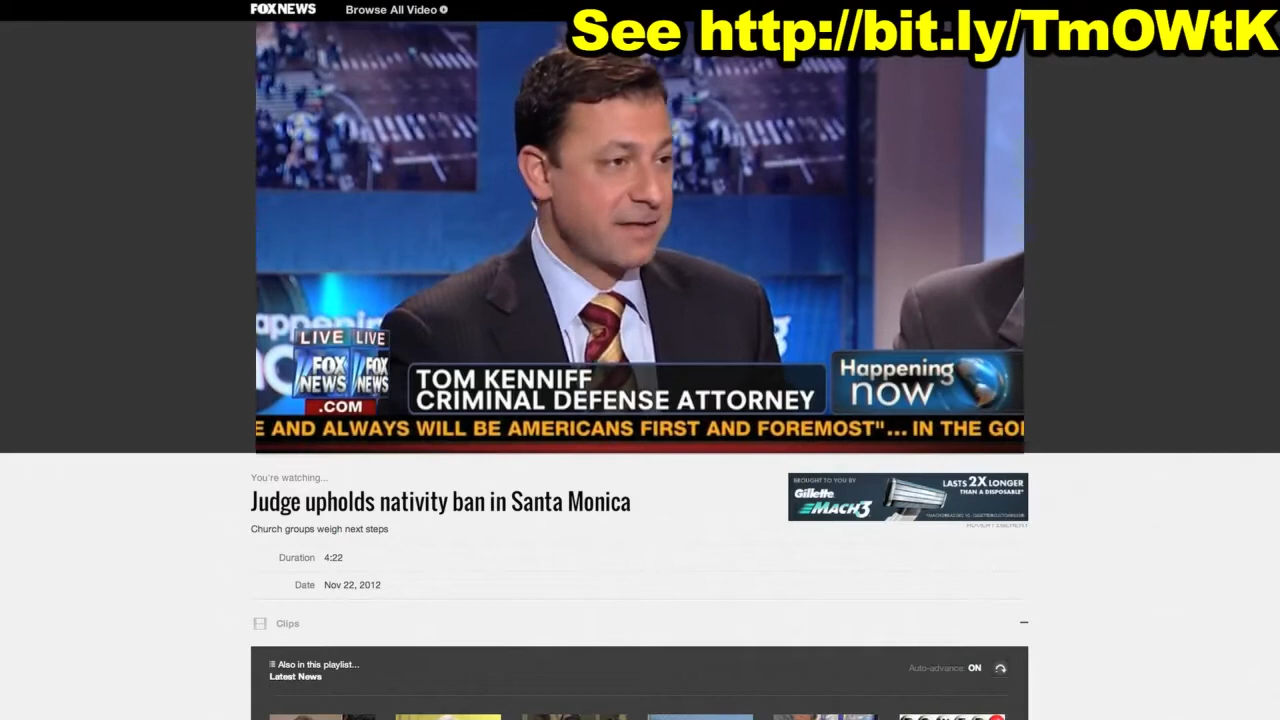 FOX NEWS Browse All Video
See http://bit.ly/TmOWtK
LIVE LIVE
FOX NEWS FOX NEWS
.COM
TOM KENNIFF
CRIMINAL DEFENSE ATTORNEY
Happening now
E AND ALWAYS WILL BE AMERICANS FIRST AND FOREMOST"... IN THE GOI
You're watching...
Judge upholds nativity ban in Santa Monica
Church groups weigh next steps
BROUGHT TO YOU BY
Gillette
MACH3
LASTS 2X LONGER
THAN A DISPOSABLE*
ADVERTISEMENT
Duration 4:22
Date Nov 22, 2012
Clips
Also in this playlist...
Latest News
Auto-advance: ON